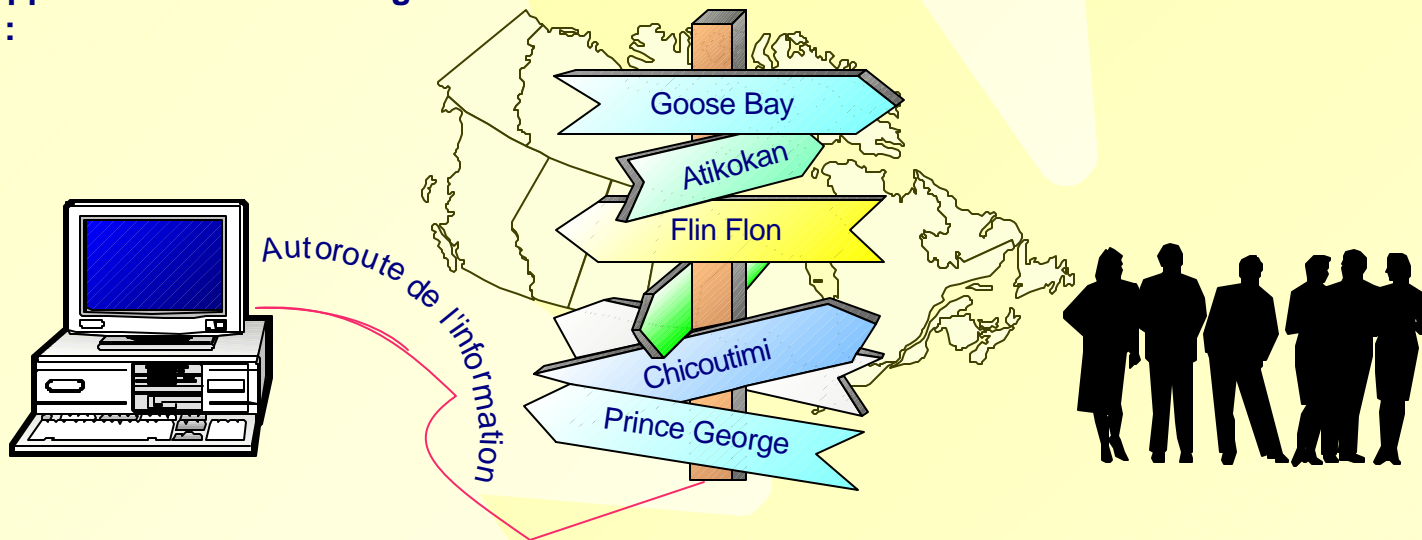 :
Goose Bay
Atikokan
Flin Flon
Autoroute de l'information
Chicoutimi
Prince George